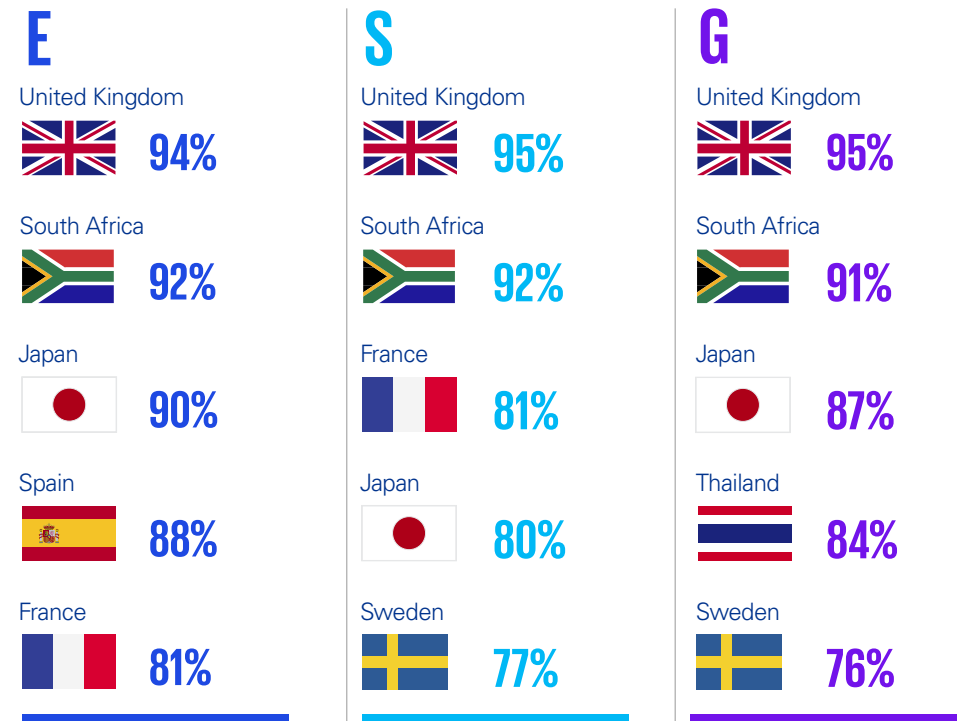 E
United Kingdom
94%
South Africa
92%
Japan
90%
Spain
88%
France
81%
S
United Kingdom
95%
South Africa
92%
France
81%
Japan
80%
Sweden
77%
G
United Kingdom
95%
South Africa
91%
Japan
87%
Thailand
84%
Sweden
76%